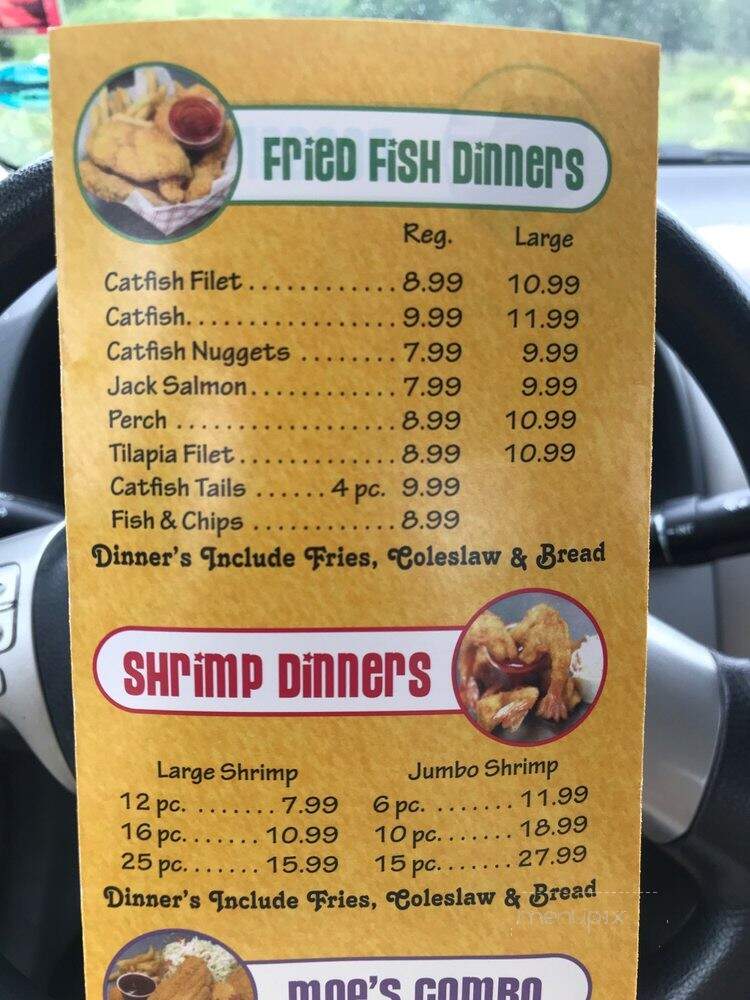 Fried Fish Dinners
Reg. Large
Catfish Filet ............ 8.99 10.99
Catfish.................. 9.99 11.99
Catfish Nuggets ........ 7.99 9.99
Jack Salmon............ 7.99 9.99
Perch ................... 8.99 10.99
Tilapia Filet............. 8.99 10.99
Catfish Tails ...... 4 pc. 9.99
Fish & Chips ............ 8.99
Dinner's Include Fries, Coleslaw & Bread
Shrimp Dinners
Large Shrimp Jumbo Shrimp
12 pc. ....... 7.99 6 pc. ....... 11.99
16 pc....... 10.99 10 pc...... 18.99
25 pc....... 15.99 15 pc...... 27.99
Dinner's Include Fries, Coleslaw & Bread
menupix
Moe's Combo